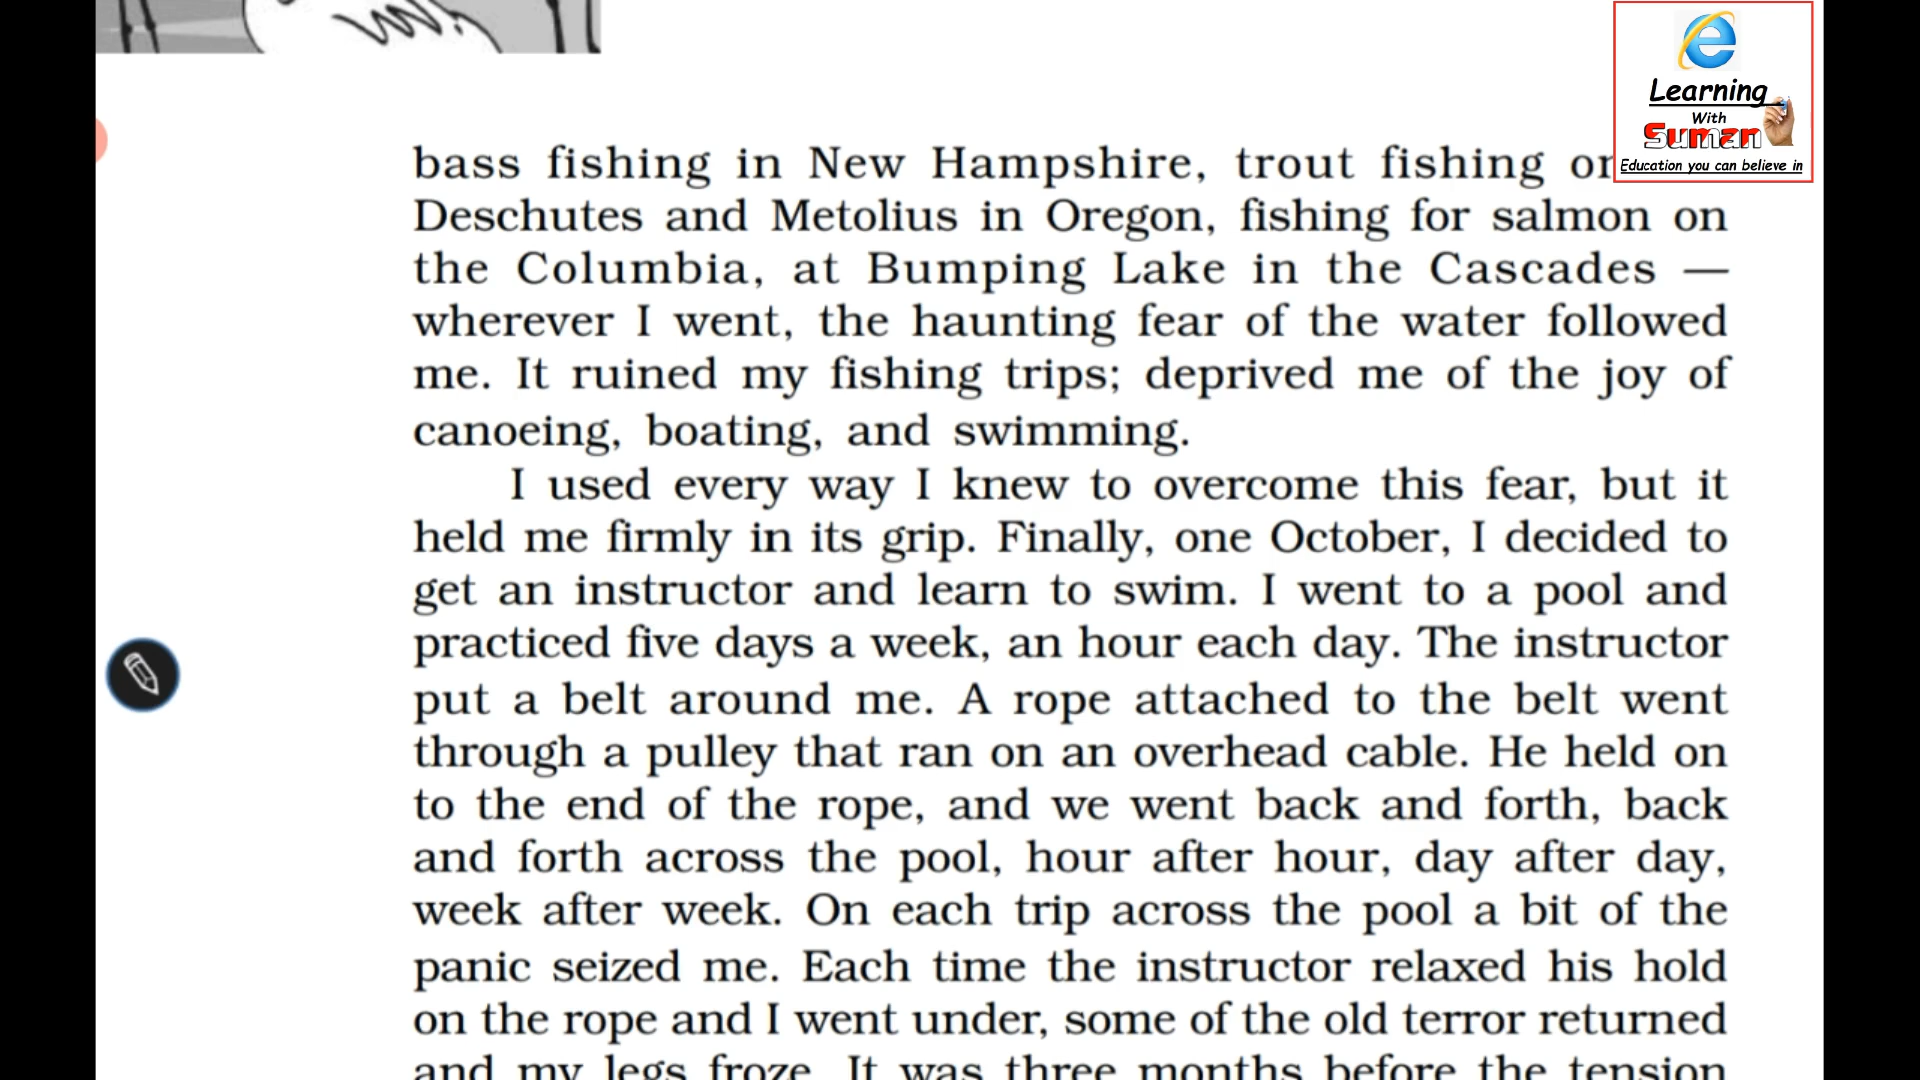 Learning
With
Suman
Education you can believe in
bass fishing in New Hampshire, trout fishing
Deschutes and Metolius in Oregon, fishing for salmon on
the Columbia, at Bumping Lake in the Cascades —
wherever I went, the haunting fear of the water followed
me. It ruined my fishing trips; deprived me of the joy of
canoeing, boating, and swimming.
I used every way I knew to overcome this fear, but it
held me firmly in its grip. Finally, one October, I decided to
get an instructor and learn to swim. I went to a pool and
practiced five days a week, an hour each day. The instructor
put a belt around me. A rope attached to the belt went
through a pulley that ran on an overhead cable. He held on
to the end of the rope, and we went back and forth, back
and forth across the pool, hour after hour, day after day,
week after week. On each trip across the pool a bit of the
panic seized me. Each time the instructor relaxed his hold
on the rope and I went under, some of the old terror returned
and my legs froze. It was three months before the tension